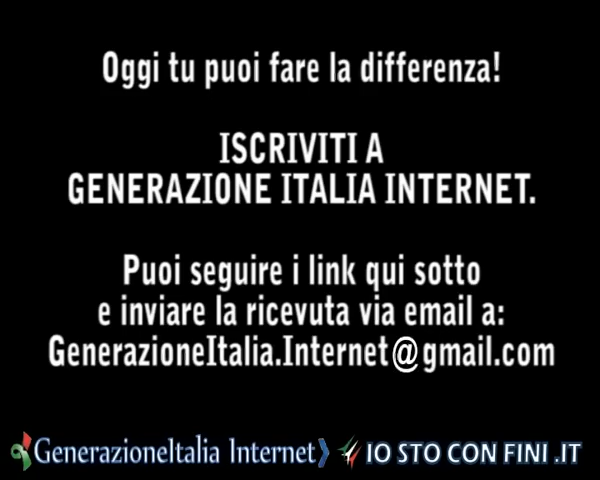 Oggi tu puoi fare la differenza!
ISCRIVITI A
GENERAZIONE ITALIA INTERNET.
Puoi seguire i link qui sotto
e inviare la ricevuta via email a:
GenerazioneItalia.Internet@gmail.com
GenerazioneItalia Internet IO STO CON FINI .IT